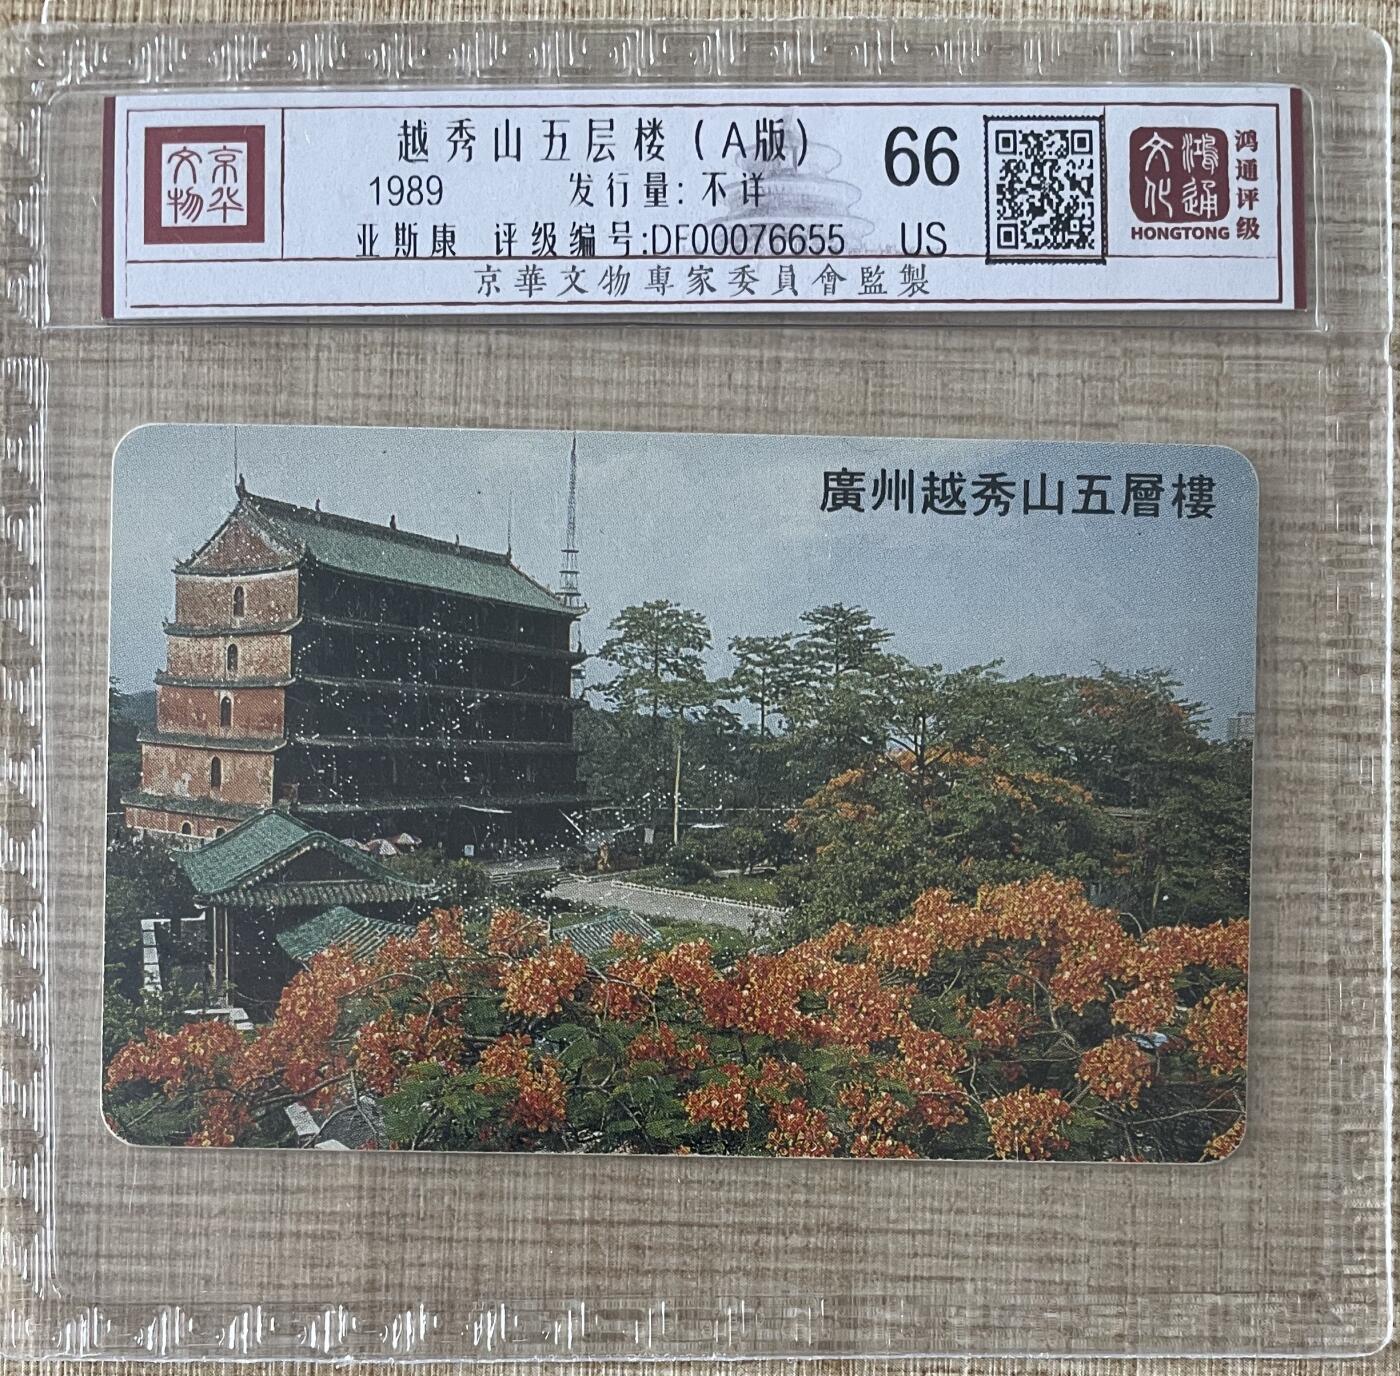 京华
文物
越秀山五层楼（A版）
1989 发行量: 不详
亚斯康 评级编号:DF00076655
66
US
京華文物專家委員會監製
鸿通
文化
HONGTONG
鸿通评级
廣州越秀山五層樓